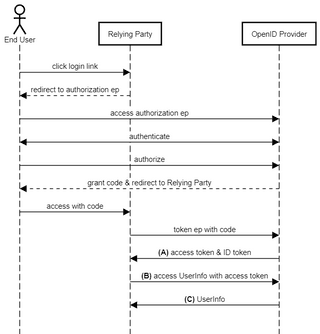 End User
Relying Party
OpenID Provider
click login link
redirect to authorization ep
access authorization ep
authenticate
authorize
grant code & redirect to Relying Party
access with code
token ep with code
(A) access token & ID token
(B) access UserInfo with access token
(C) UserInfo